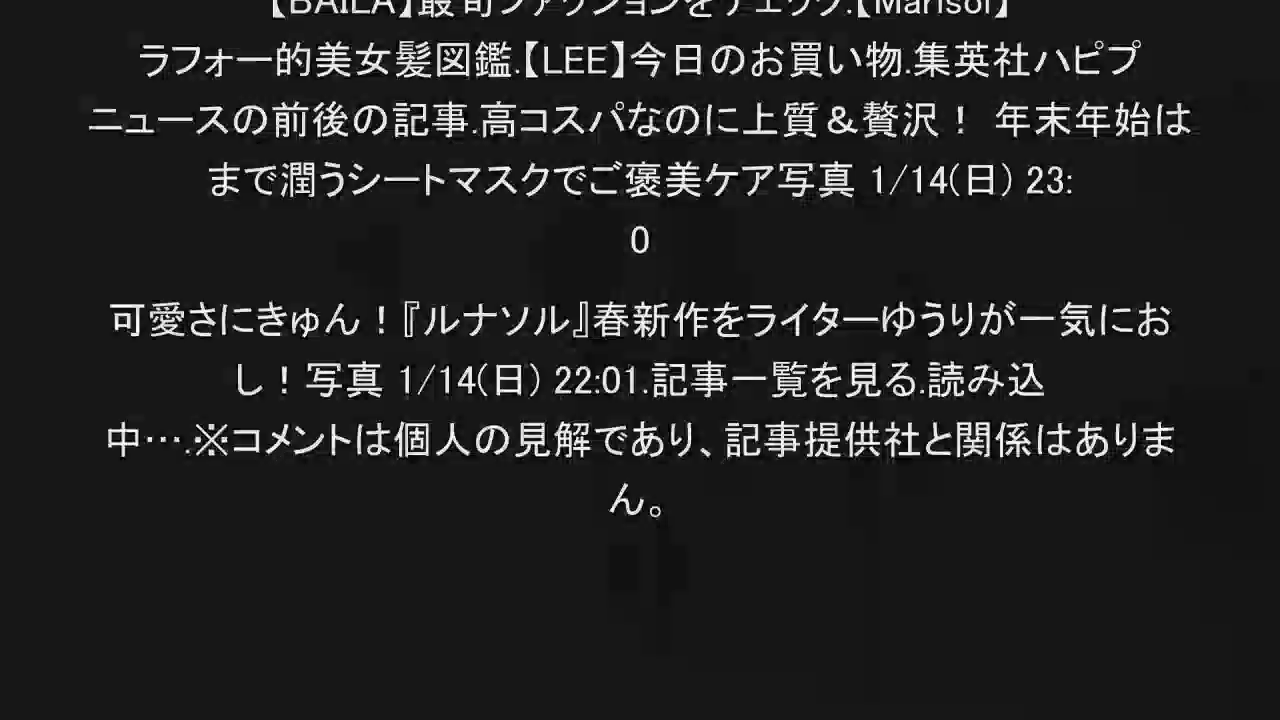 【BAILA】最旬ファッションをチェック.【Marisol】
ラフォー的美女髪図鑑.【LEE】今日のお買い物.集英社ハピプ
ニュースの前後の記事.高コスパなのに上質＆贅沢！ 年末年始は
まで潤うシートマスクでご褒美ケア写真 1/14(日) 23:
0
可愛さにきゅん！『ルナソル』春新作をライターゆうりが一気にお
し！写真 1/14(日) 22:01.記事一覧を見る.読み込
中….※コメントは個人の見解であり、記事提供社と関係はありま
ん。